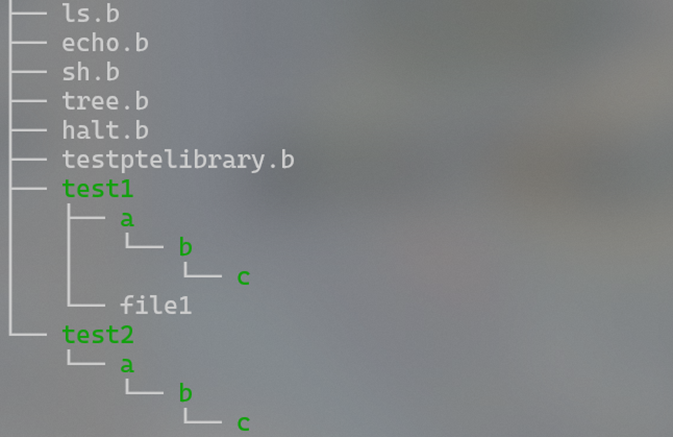 ├── ls.b
├── echo.b
├── sh.b
├── tree.b
├── halt.b
├── testptelibrary.b
├── test1
│   ├── a
│   │   └── b
│   │       └── c
│   └── file1
└── test2
    └── a
        └── b
            └── c